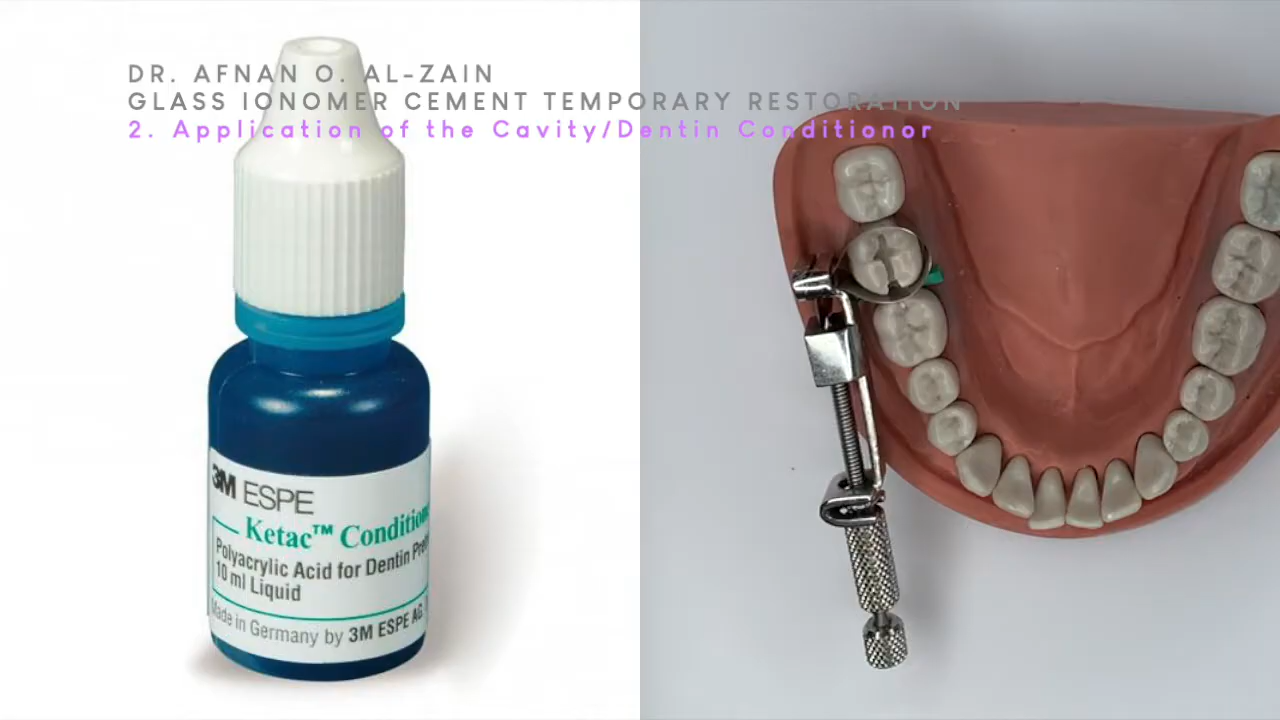 DR. AFNAN O. AL-ZAIN
GLASS IONOMER CEMENT TEMPORARY RESTORATION
2. Application of the Cavity/Dentin Conditionor
3M ESPE
Ketac™ Condition
Polyacrylic Acid for Dentin
10 ml Liquid
Made in Germany by 3M ESPE AG